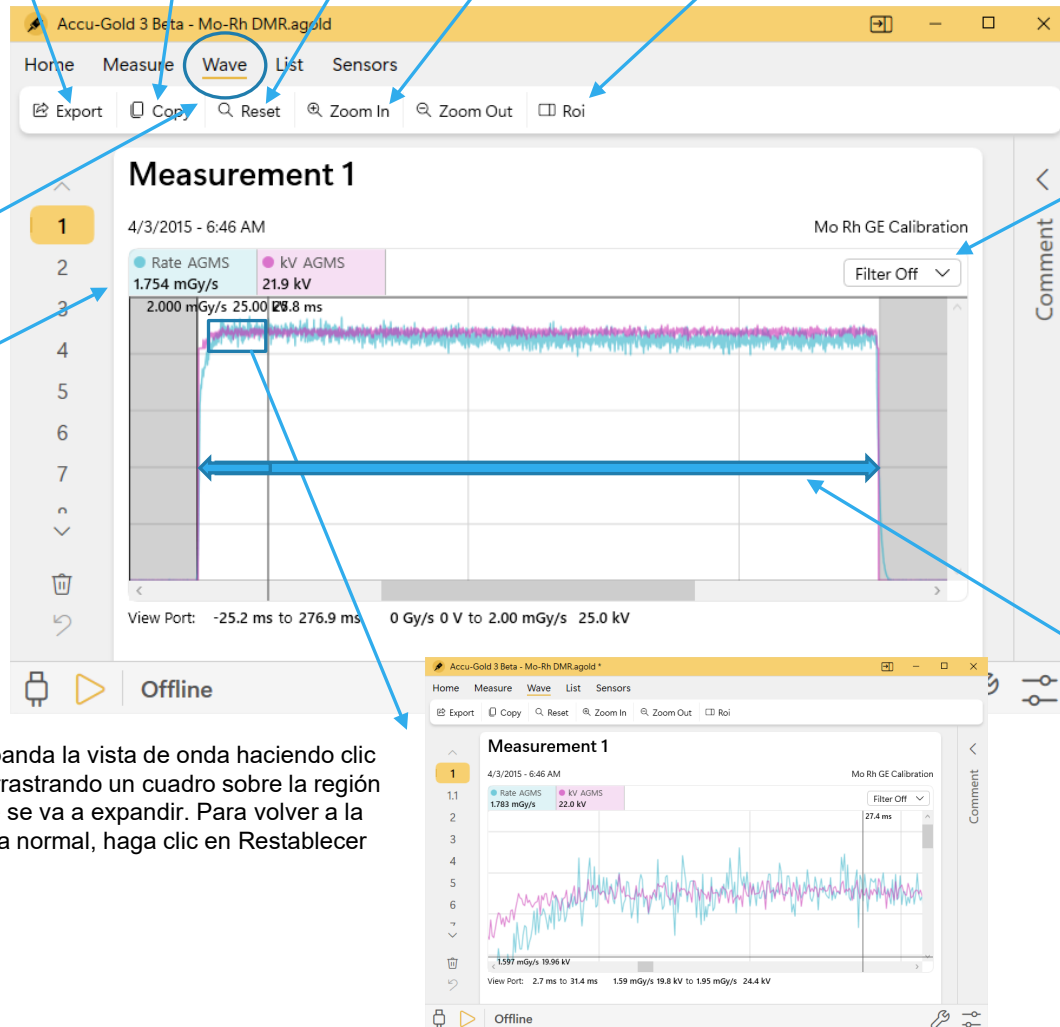 Accu-Gold 3 Beta - Mo-Rh DMR.agold
Home Measure Wave List Sensors
Export Copy Reset Zoom In Zoom Out Roi
Measurement 1
4/3/2015 - 6:46 AM Mo Rh GE Calibration
Rate AGMS kV AGMS
1.754 mGy/s 21.9 kV
Filter Off
2.000 mGy/s 25.00 .8 ms
1
2
3
4
5
6
7
Comment
View Port: -25.2 ms to 276.9 ms 0 Gy/s 0 V to 2.00 mGy/s 25.0 kV
Offline
la vista de onda haciendo clic
un cuadro sobre la región
se va a expandir. Para volver a la
normal, haga clic en Restablecer
Accu-Gold 3 Beta - Mo-Rh DMR.agold *
Home Measure Wave List Sensors
Export Copy Reset Zoom In Zoom Out Roi
Measurement 1
4/3/2015 - 6:46 AM Mo Rh GE Calibration
Rate AGMS kV AGMS
1.783 mGy/s 22.0 kV
Filter Off
27.4 ms
1
1.1
2
3
4
5
6
Comment
1.597 mGy/s 19.96 kV
View Port: 2.7 ms to 31.4 ms 1.59 mGy/s 19.8 kV to 1.95 mGy/s 24.4 kV
Offline